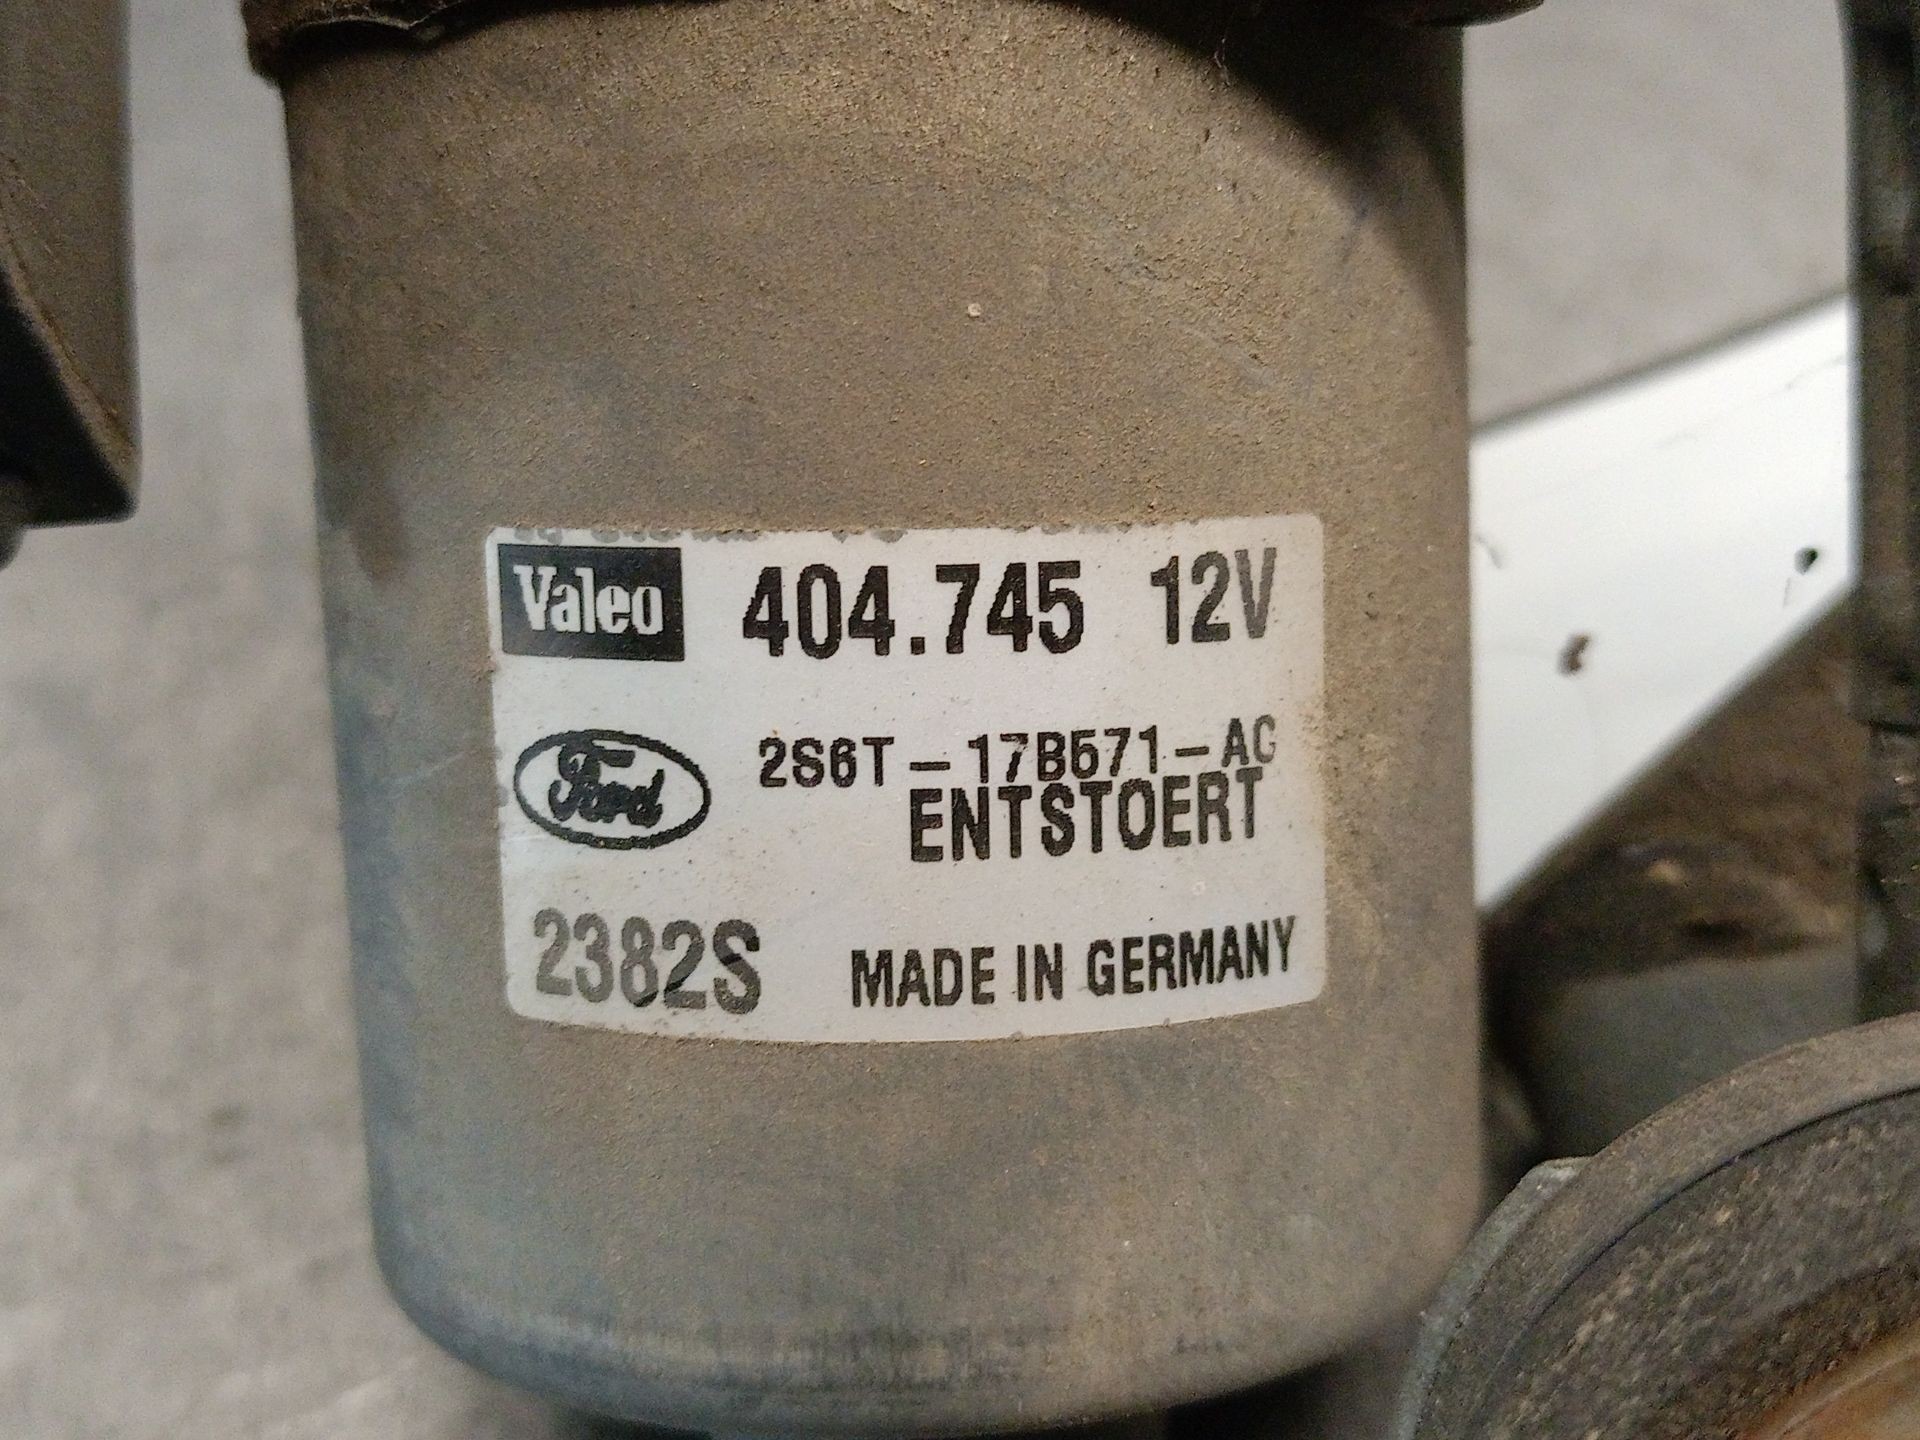 Valeo 404.745 12V
Ford 2S6T-17B571-AC
ENTSTOERT
2382S MADE IN GERMANY